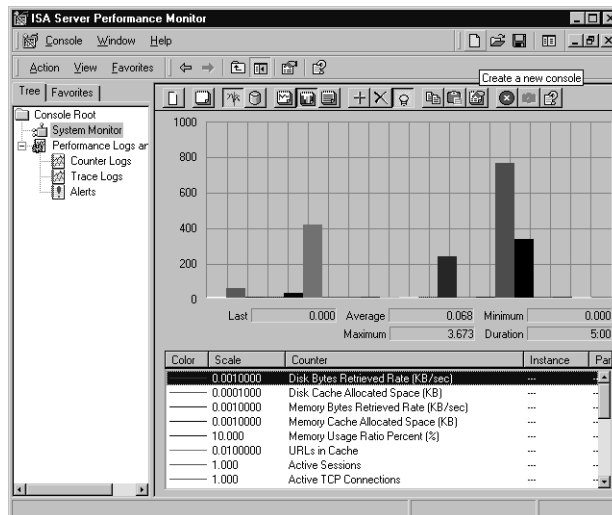 ISA Server Performance Monitor
Console Window Help
Action View Favorites
Create a new console
Tree Favorites
Console Root
System Monitor
Performance Logs ar
Counter Logs
Trace Logs
Alerts
1000
800
600
400
200
0
Last 0.000 Average 0.068 Minimum 0.000
Maximum 3.673 Duration 5:00
Color Scale Counter Instance Par
0.0010000 Disk Bytes Retrieved Rate (KB/sec) --- --
0.0001000 Disk Cache Allocated Space (KB) --- --
0.0010000 Memory Bytes Retrieved Rate (KB/sec) --- --
0.0010000 Memory Cache Allocated Space (KB) --- --
10.000 Memory Usage Ratio Percent (%) --- --
0.0100000 URLs in Cache --- --
1.000 Active Sessions --- --
1.000 Active TCP Connections --- --